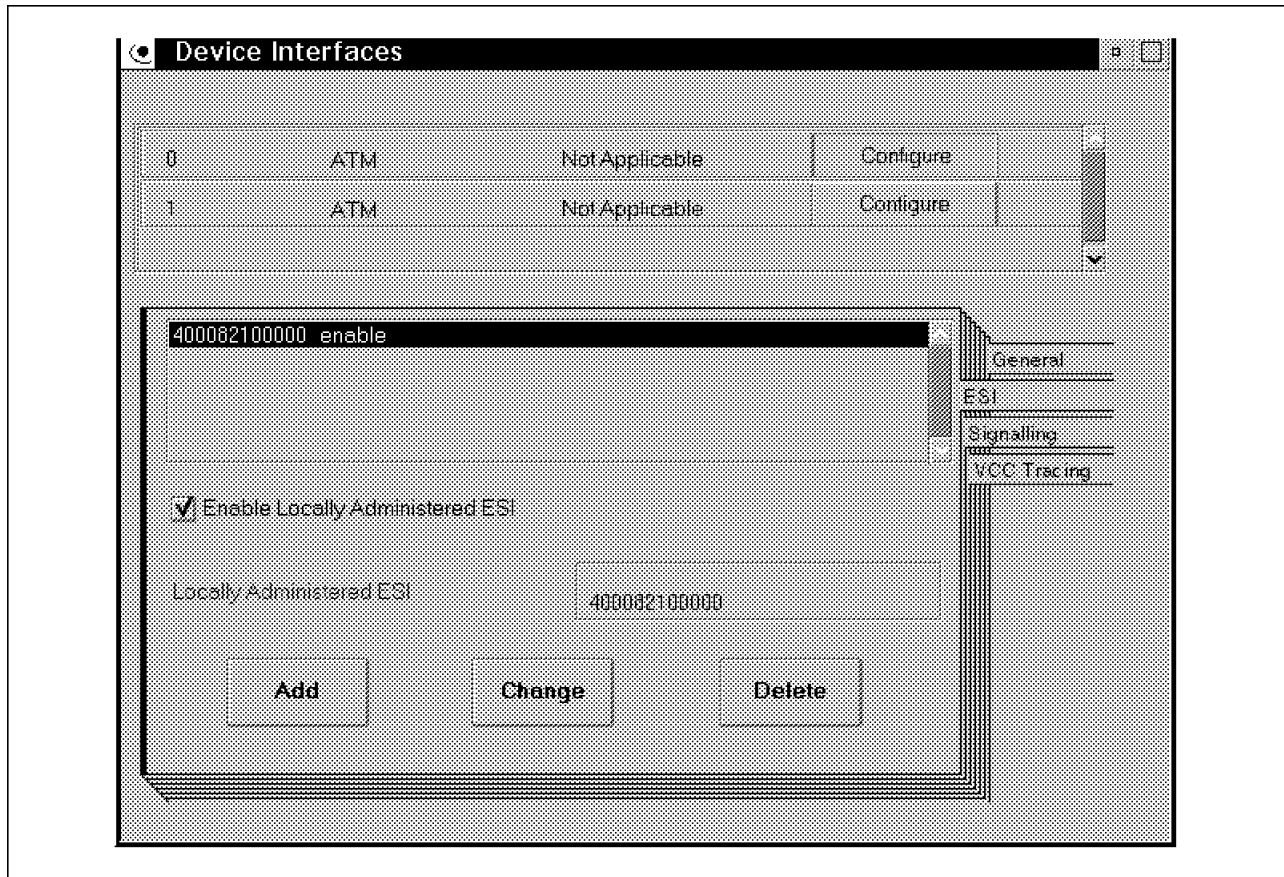 Device Interfaces
0 ATM Not Applicable Configure
1 ATM Not Applicable Configure
400082100000 enable
General
ESI
Signalling
VCC Tracing
Enable Locally Administered ESI
Locally Administered ESI 400082100000
Add Change Delete